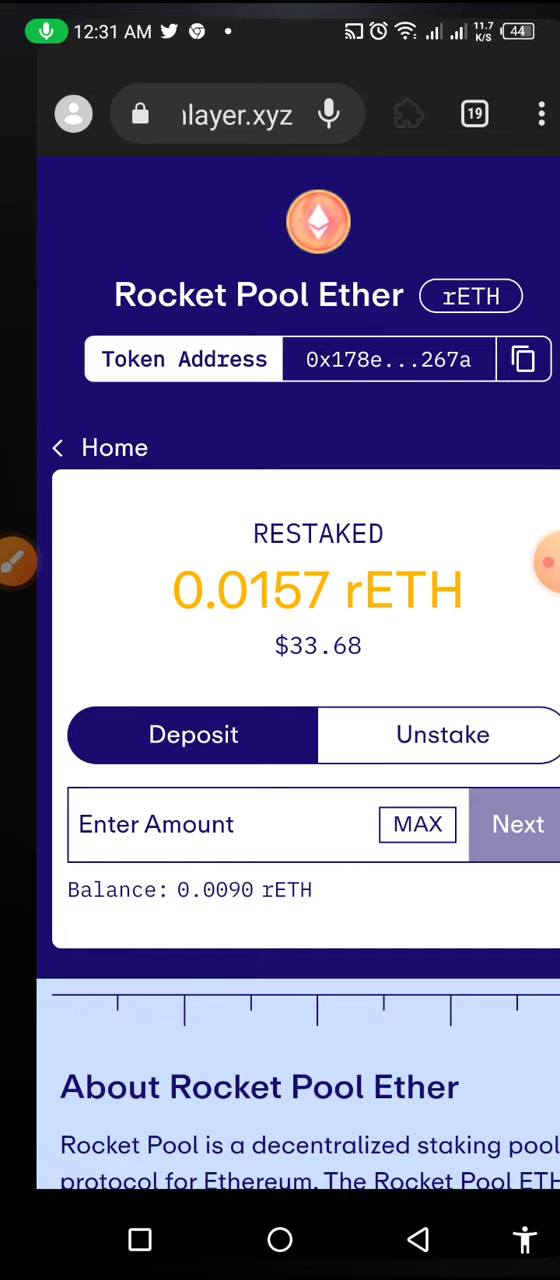 12:31 AM
11.7
K/S
44
ılayer.xyz
19
Rocket Pool Ether rETH
Token Address 0x178e...267a
Home
RESTAKED
0.0157 rETH
$33.68
Deposit Unstake
Enter Amount MAX Next
Balance: 0.0090 rETH
About Rocket Pool Ether
Rocket Pool is a decentralized staking pool
protocol for Ethereum. The Rocket Pool ETH